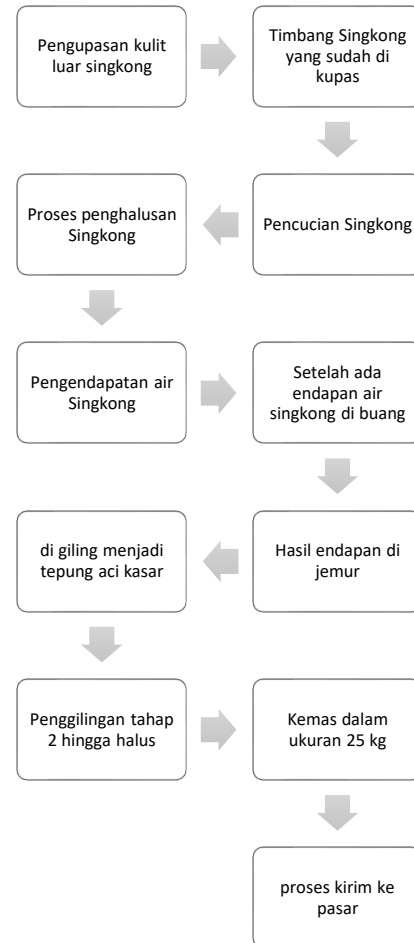 Pengupasan kulit
luar singkong
Timbang Singkong
yang sudah di
kupas
Pencucian Singkong
Proses penghalusan
Singkong
Pengendapatan air
Singkong
Setelah ada
endapan air
singkong di buang
Hasil endapan di
jemur
di giling menjadi
tepung aci kasar
Penggilingan tahap
2 hingga halus
Kemas dalam
ukuran 25 kg
proses kirim ke
pasar